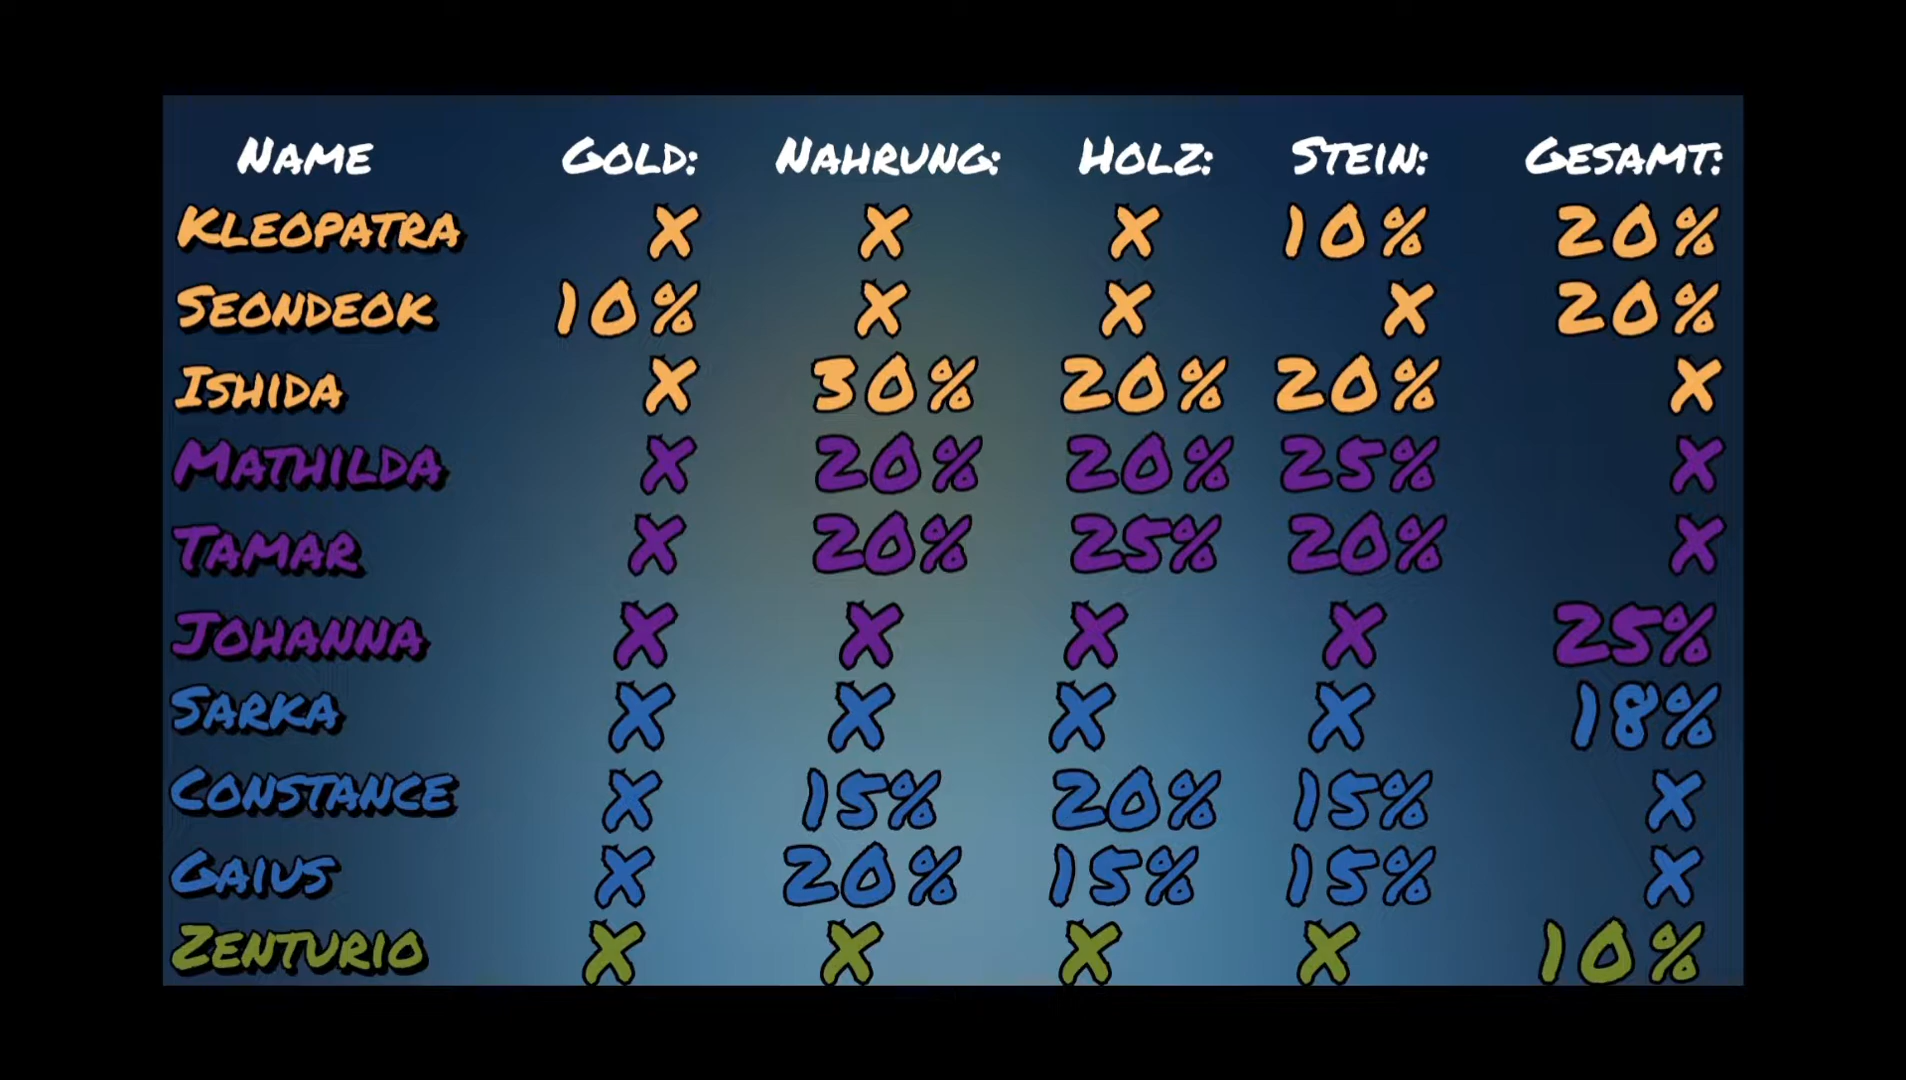 Name Gold: Nahrung: Holz: Stein: Gesamt:
Kleopatra X X X 10% 20%
Seondeok 10% X X X 20%
Ishida X 30% 20% 20% X
Mathilda X 20% 20% 25% X
Tamar X 20% 25% 20% X
Johanna X X X X 25%
Sarka X X X X 18%
Constance X 15% 20% 15% X
Gaius X 20% 15% 15% X
Zenturio X X X X 10%